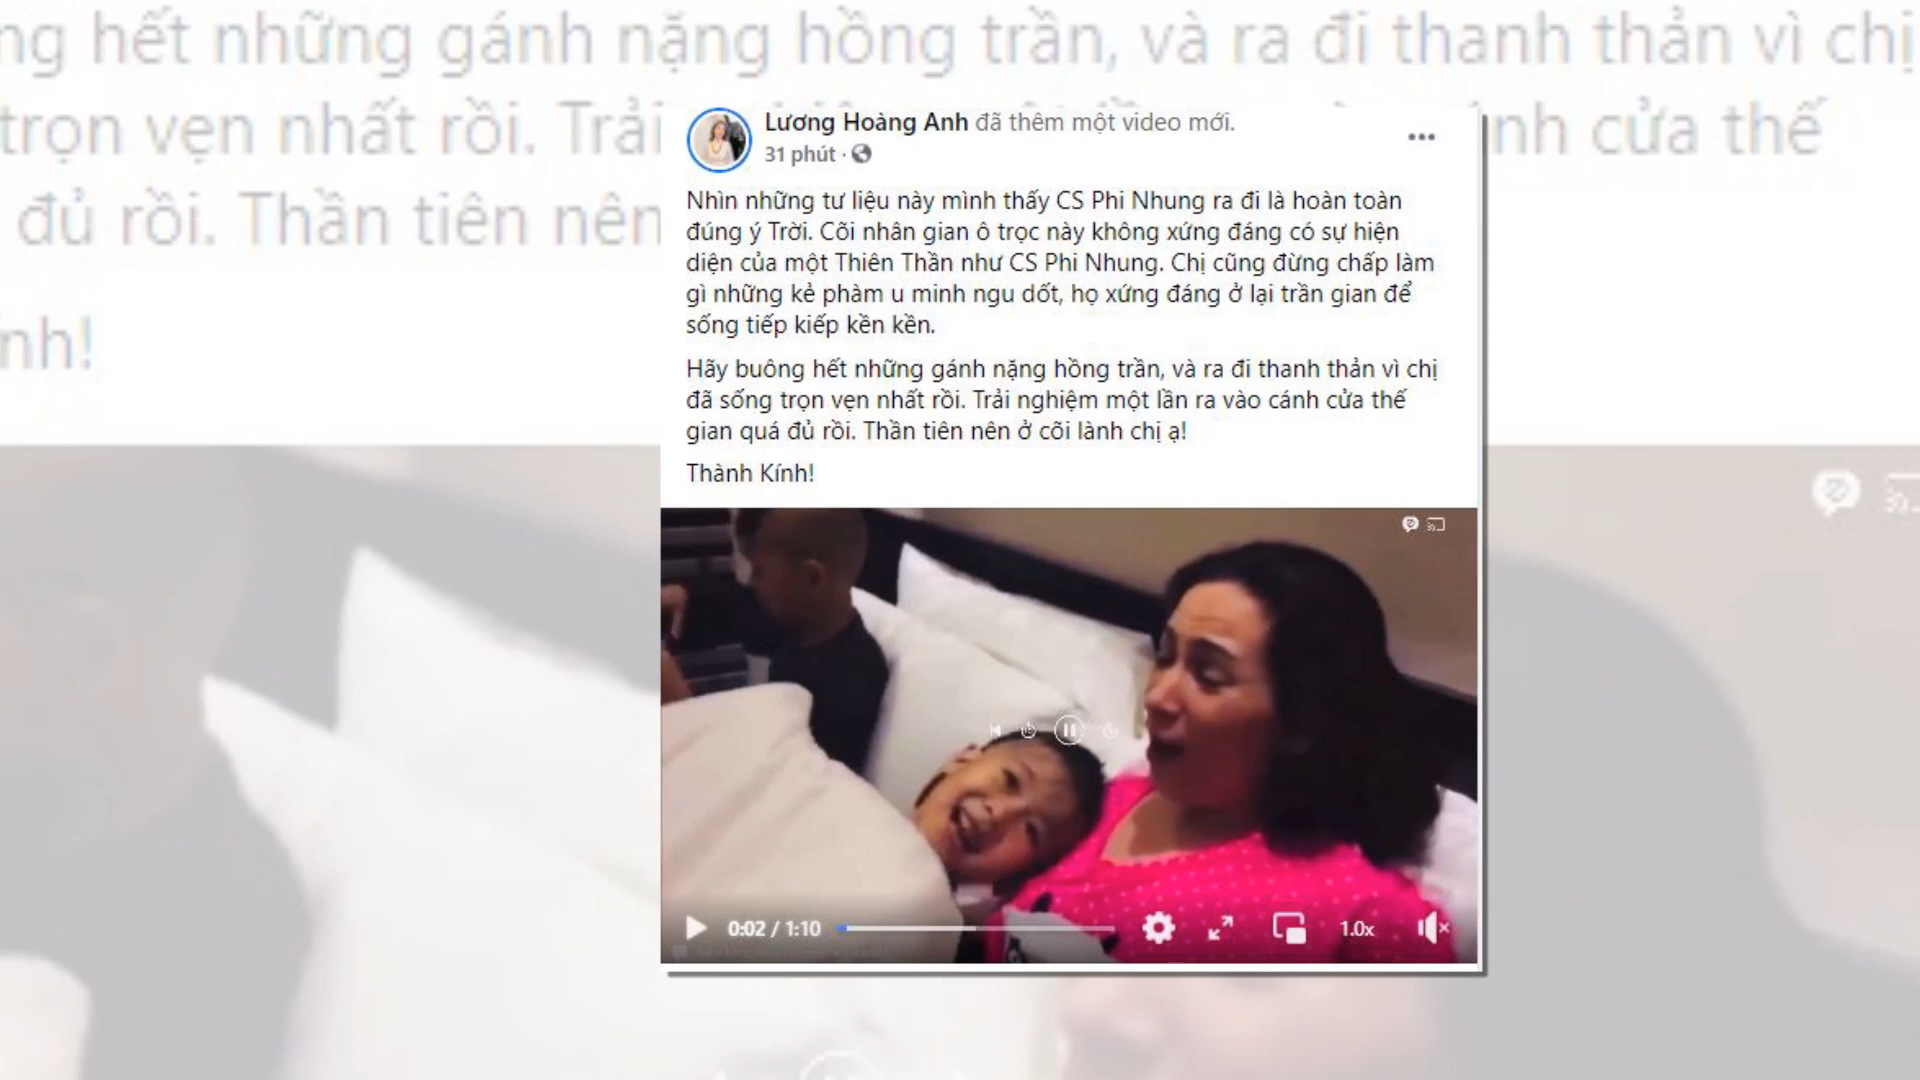 ng hết những gánh nặng hồng trần, và ra đi thanh thản vì chị
trọn vẹn nhất rồi. Trải
nh cửa thế
đủ rồi. Thần tiên nên
nh!
Lương Hoàng Anh đã thêm một video mới.
31 phút ·
Nhìn những tư liệu này mình thấy CS Phi Nhung ra đi là hoàn toàn
đúng ý Trời. Cõi nhân gian ô trọc này không xứng đáng có sự hiện
diện của một Thiên Thần như CS Phi Nhung. Chị cũng đừng chấp làm
gì những kẻ phàm u minh ngu dốt, họ xứng đáng ở lại trần gian để
sống tiếp kiếp kền kền.
Hãy buông hết những gánh nặng hồng trần, và ra đi thanh thản vì chị
đã sống trọn vẹn nhất rồi. Trải nghiệm một lần ra vào cánh cửa thế
gian quá đủ rồi. Thần tiên nên ở cõi lành chị ạ!
Thành Kính!
0:02 / 1:10
1.0x